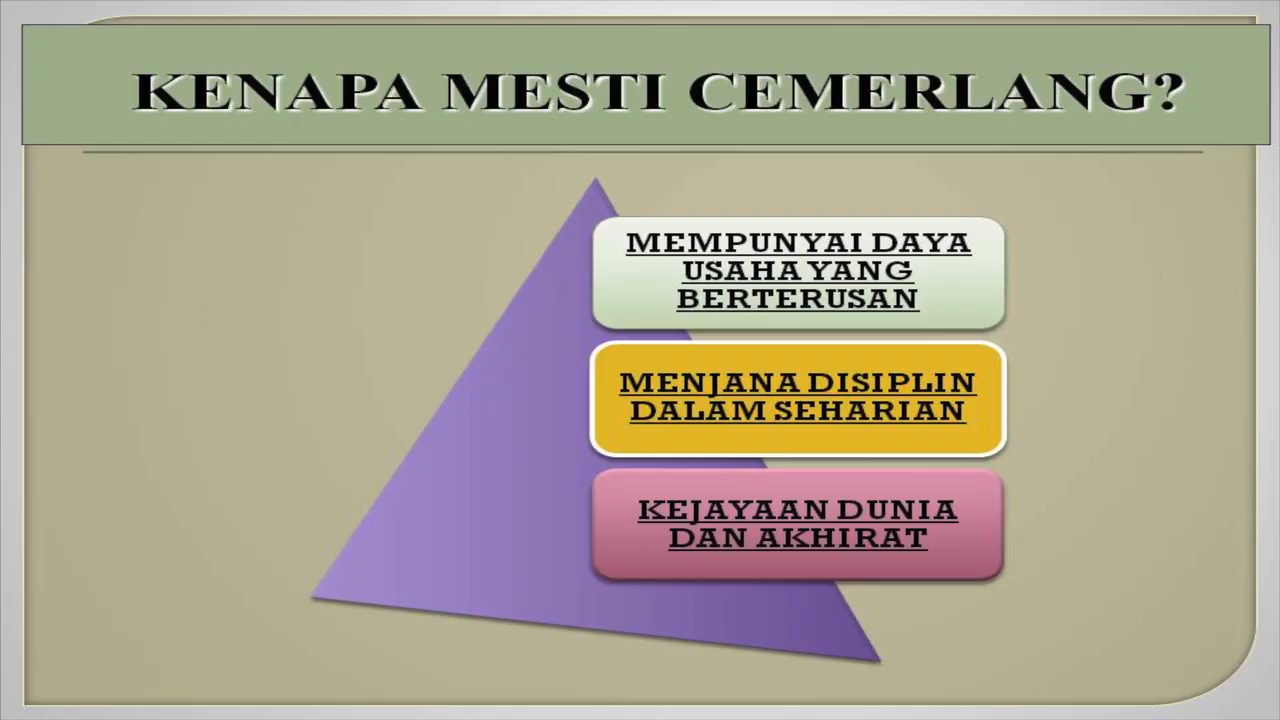 KENAPA MESTI CEMERLANG?
MEMPUNYAI DAYA
USAHA YANG
BERTERUSAN
MENJANA DISIPLIN
DALAM SEHARIAN
KEJAYAAN DUNIA
DAN AKHIRAT